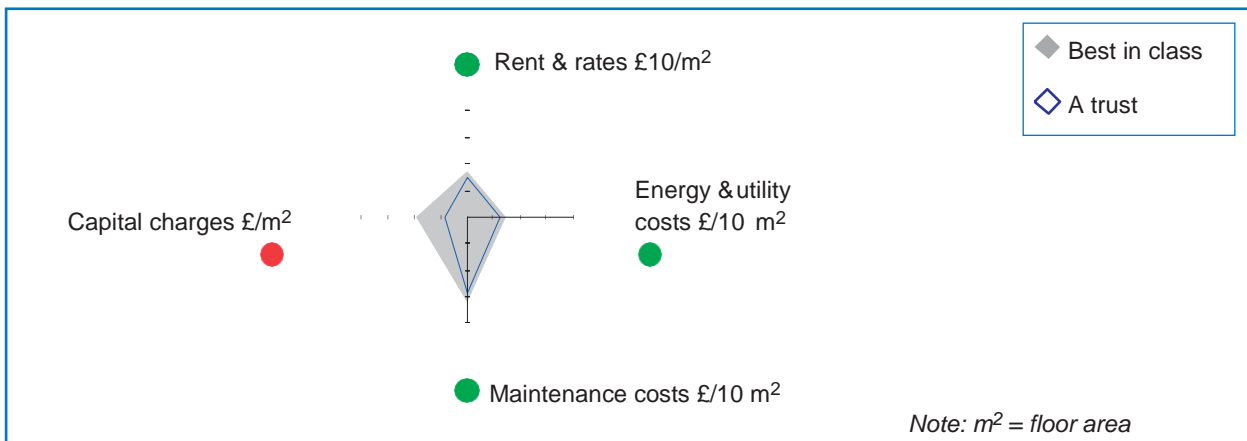 Rent & rates £10/m²
Best in class
A trust
Energy & utility
costs £/10 m²
Capital charges £/m²
Maintenance costs £/10 m²
Note: m² = floor area